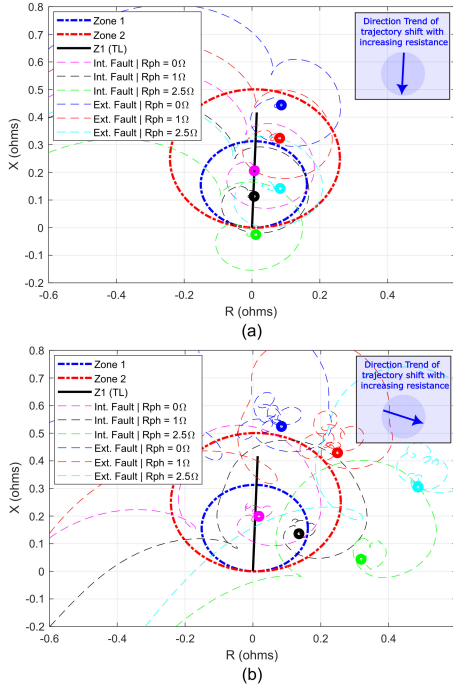 (a)
0.8
0.7
0.6
0.5
0.4
0.3
0.2
0.1
0
-0.1
-0.2
X (ohms)
Zone 1
Zone 2
Z1 (TL)
Int. Fault | Rph = 0Ω
Int. Fault | Rph = 1Ω
Int. Fault | Rph = 2.5Ω
Ext. Fault | Rph = 0Ω
Ext. Fault | Rph = 1Ω
Ext. Fault | Rph = 2.5Ω
Direction Trend of
trajectory shift with
increasing resistance
-0.6 -0.4 -0.2 0 0.2 0.4 0.6
R (ohms)
(a)
0.8
0.7
0.6
0.5
0.4
0.3
0.2
0.1
0
-0.1
-0.2
X (ohms)
Zone 1
Zone 2
Z1 (TL)
Int. Fault | Rph = 0Ω
Int. Fault | Rph = 1Ω
Int. Fault | Rph = 2.5Ω
Ext. Fault | Rph = 0Ω
Ext. Fault | Rph = 1Ω
Ext. Fault | Rph = 2.5Ω
Direction Trend of
trajectory shift with
increasing resistance
-0.6 -0.4 -0.2 0 0.2 0.4 0.6
R (ohms)
(b)